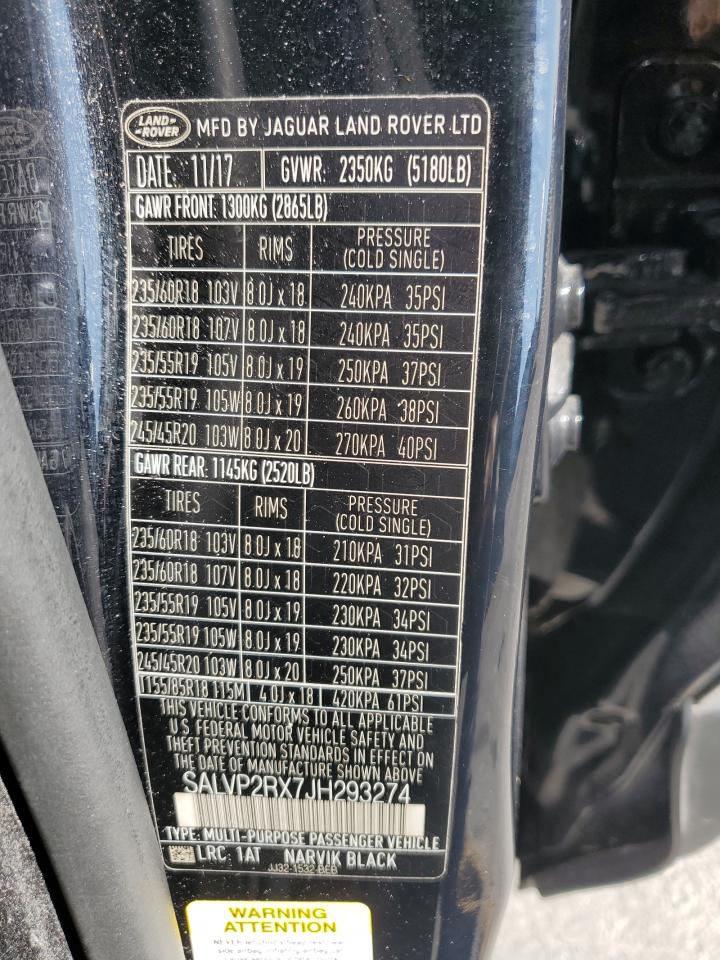 LAND-ROVER MFD BY JAGUAR LAND ROVER LTD
DATE: 11/17 GVWR: 2350KG (5180LB)
GAWR FRONT: 1300KG (2865LB)
TIRES RIMS PRESSURE (COLD SINGLE)
235/60R18 103V 8.0J x 18 240KPA 35PSI
235/60R18 107V 8.0J x 18 240KPA 35PSI
235/55R19 105V 8.0J x 19 250KPA 37PSI
235/55R19 105W 8.0J x 19 260KPA 38PSI
245/45R20 103W 8.0J x 20 270KPA 40PSI
GAWR REAR: 1145KG (2520LB)
TIRES RIMS PRESSURE (COLD SINGLE)
235/60R18 103V 8.0J x 18 210KPA 31PSI
235/60R18 107V 8.0J x 18 220KPA 32PSI
235/55R19 105V 8.0J x 19 230KPA 34PSI
235/55R19 105W 8.0J x 19 230KPA 34PSI
245/45R20 103W 8.0J x 20 250KPA 37PSI
T155/85R18 115M 4.0J x 18 420KPA 61PSI
THIS VEHICLE CONFORMS TO ALL APPLICABLE
U.S. FEDERAL MOTOR VEHICLE SAFETY AND
THEFT PREVENTION STANDARDS IN EFFECT ON
THE DATE OF MANUFACTURE SHOWN ABOVE
SALVP2RX7JH293274
TYPE: MULTI-PURPOSE PASSENGER VEHICLE
LRC: 1AT NARVIK BLACK
JJ32-1532-BEB
WARNING
ATTENTION